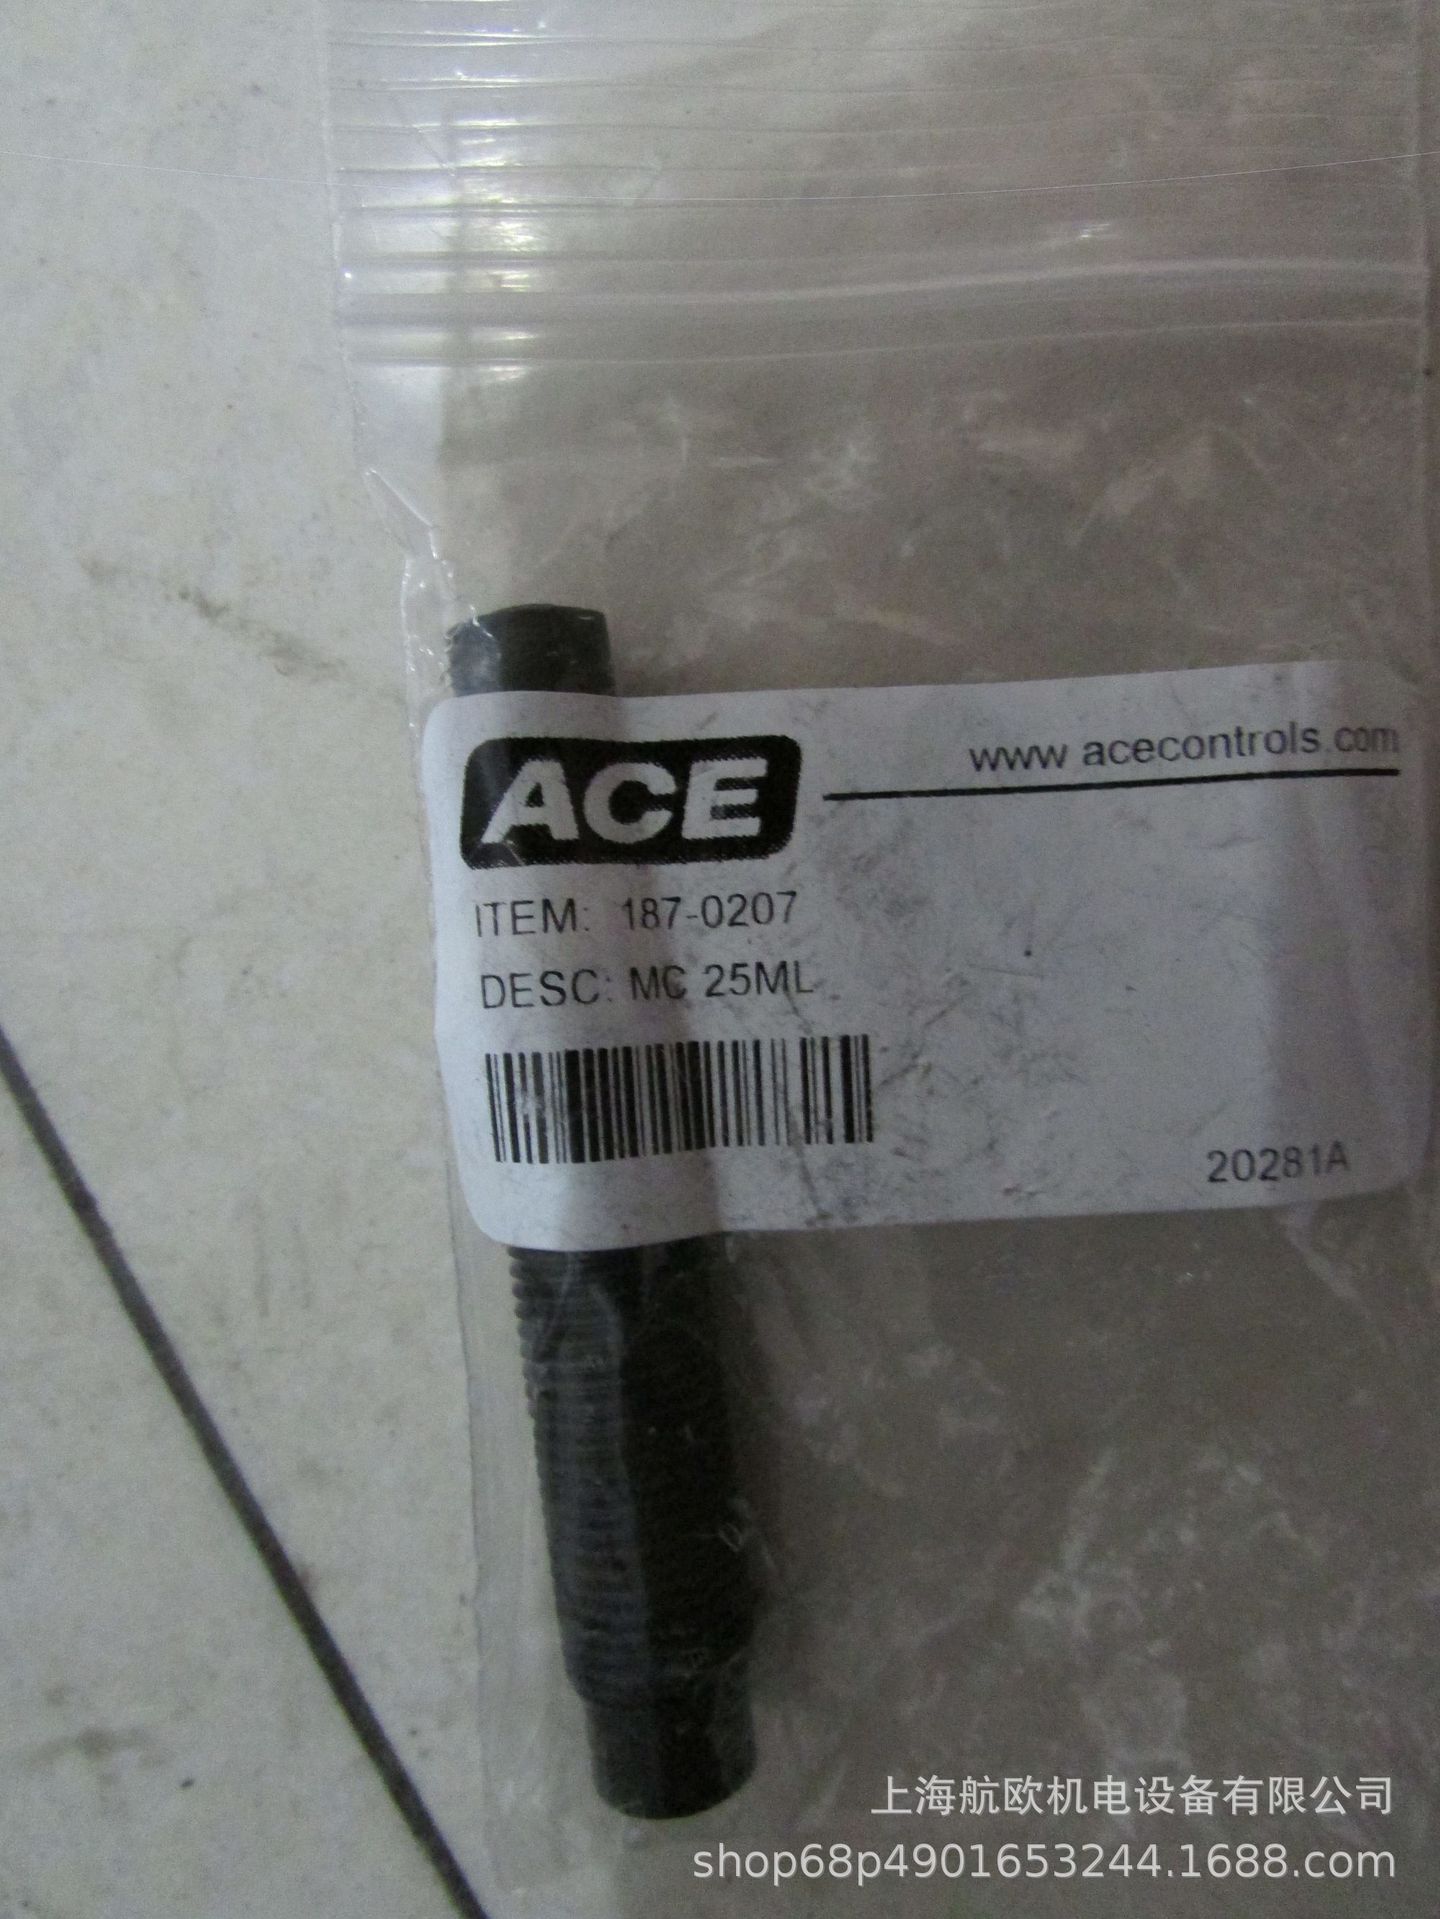 ACE
www acecontrols.com
ITEM: 187-0207
DESC: MC 25ML
20281A
上海航欧机电设备有限公司
shop68p4901653244.1688.com